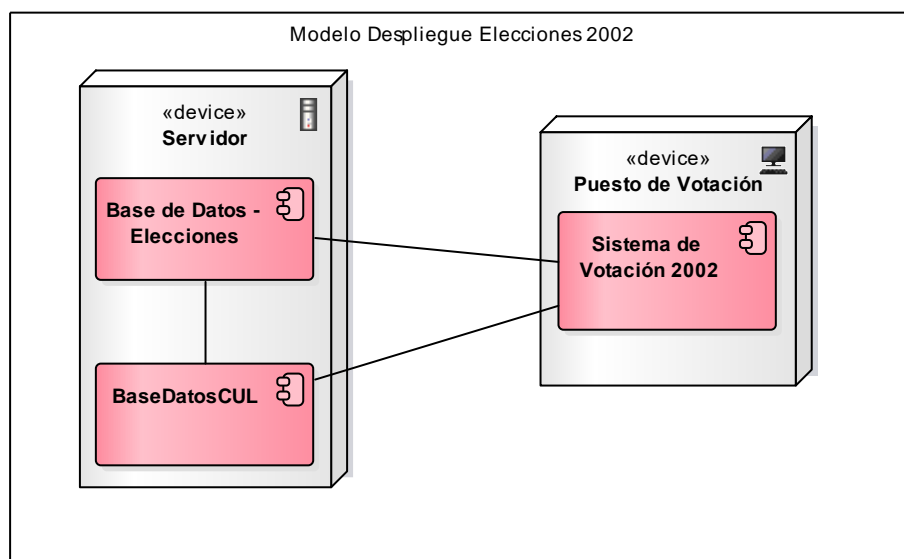 Modelo Despliegue Elecciones 2002
«device»
Servidor
Base de Datos -
Elecciones
BaseDatosCUL
«device»
Puesto de Votación
Sistema de
Votación 2002